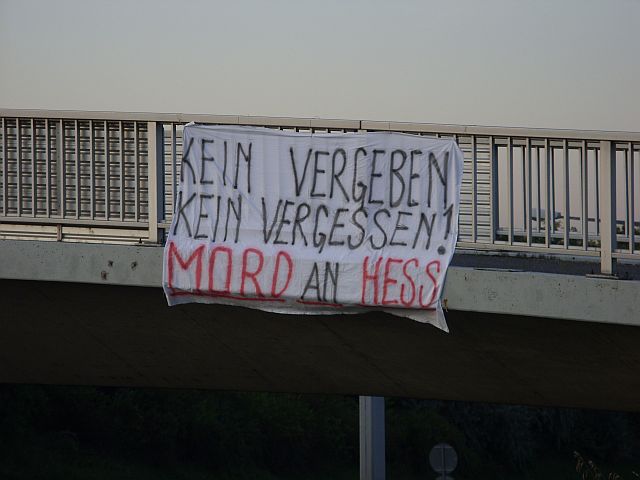 KEIN VERGEBEN
KEIN VERGESSEN!
MORD AN HESS